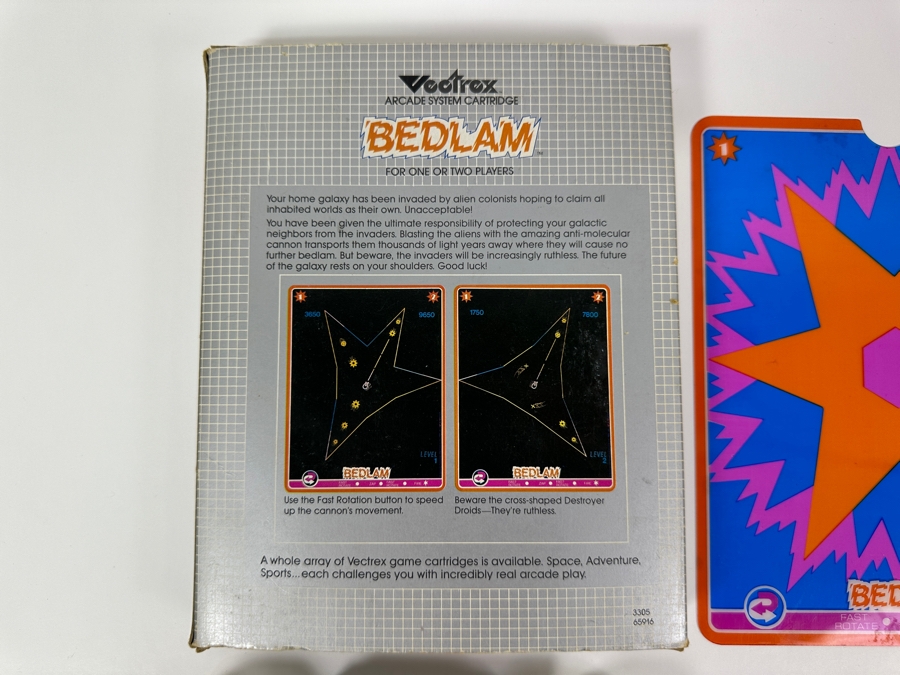 Vectrex
ARCADE SYSTEM CARTRIDGE
BEDLAM
FOR ONE OR TWO PLAYERS
Your home galaxy has been invaded by alien colonists hoping to claim all
inhabited worlds as their own. Unacceptable!
You have been given the ultimate responsibility of protecting your galactic
neighbors from the invaders. Blasting the aliens with the amazing anti-molecular
cannon transports them thousands of light years away where they will cause no
further bedlam. But beware, the invaders will be increasingly ruthless. The future
of the galaxy rests on your shoulders. Good luck!
1 2
3650 9650
LEVEL
1
BEDLAM
1 2
1750 7800
LEVEL
2
BEDLAM
Use the Fast Rotation button to speed
up the cannon's movement.
Beware the cross-shaped Destroyer
Droids—They're ruthless.
A whole array of Vectrex game cartridges is available. Space, Adventure,
Sports...each challenges you with incredibly real arcade play.
3305
65916
1
BED
FAST
ROTATE